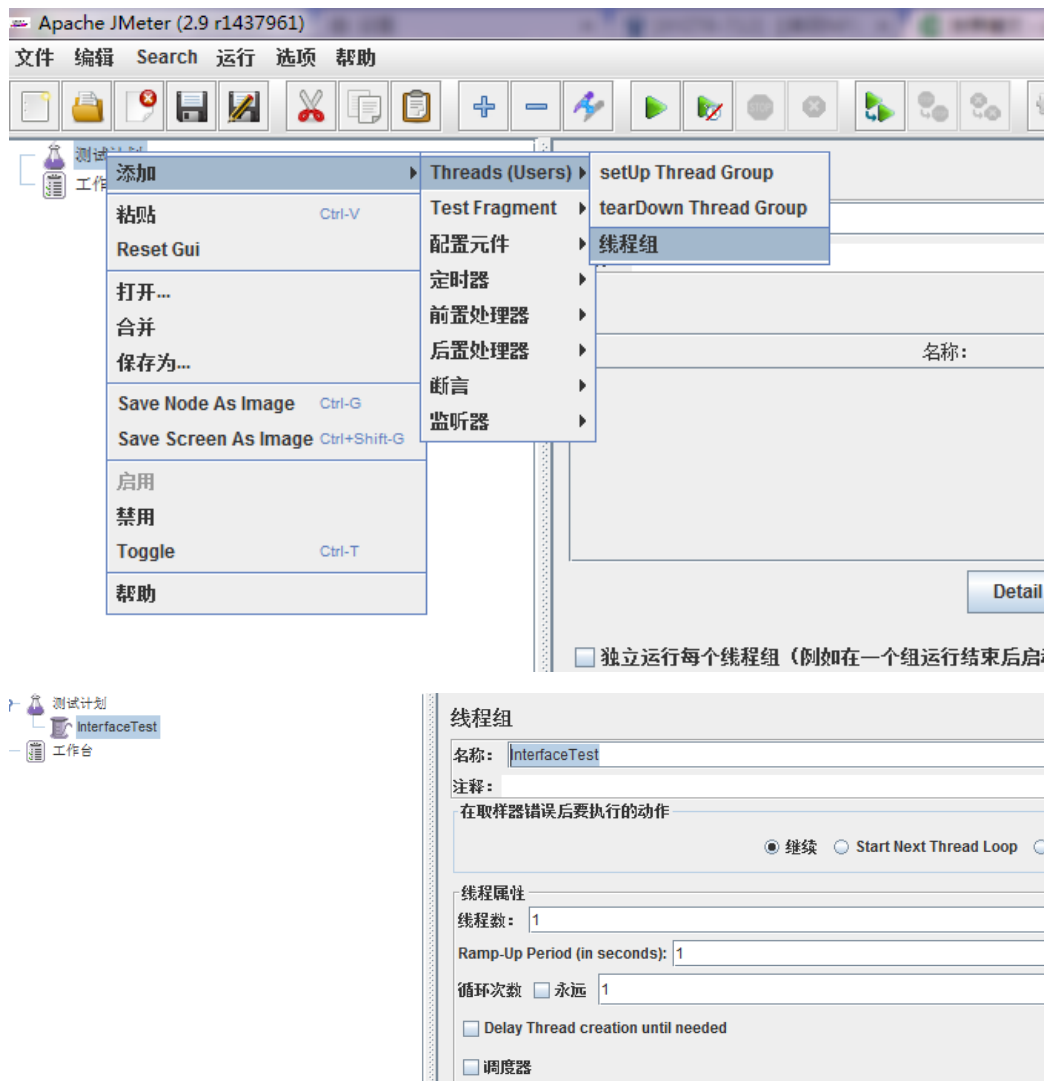 Apache JMeter (2.9 r1437961)
文件 编辑 Search 运行 选项 帮助
STOP
测试计划
添加
粘贴 Ctrl-V
Reset Gui
打开...
合并
保存为...
Save Node As Image Ctrl-G
Save Screen As Image Ctrl+Shift-G
启用
禁用
Toggle Ctrl-T
帮助
Threads (Users)
Test Fragment
配置元件
定时器
前置处理器
后置处理器
断言
监听器
setUp Thread Group
tearDown Thread Group
线程组
工作
名称：
Detail
独立运行每个线程组（例如在一个组运行结束后启动
测试计划
InterfaceTest
工作台
线程组
名称： InterfaceTest
注释：
在取样器错误后要执行的动作
继续 Start Next Thread Loop
线程属性
线程数： 1
Ramp-Up Period (in seconds): 1
循环次数 永远 1
Delay Thread creation until needed
调度器